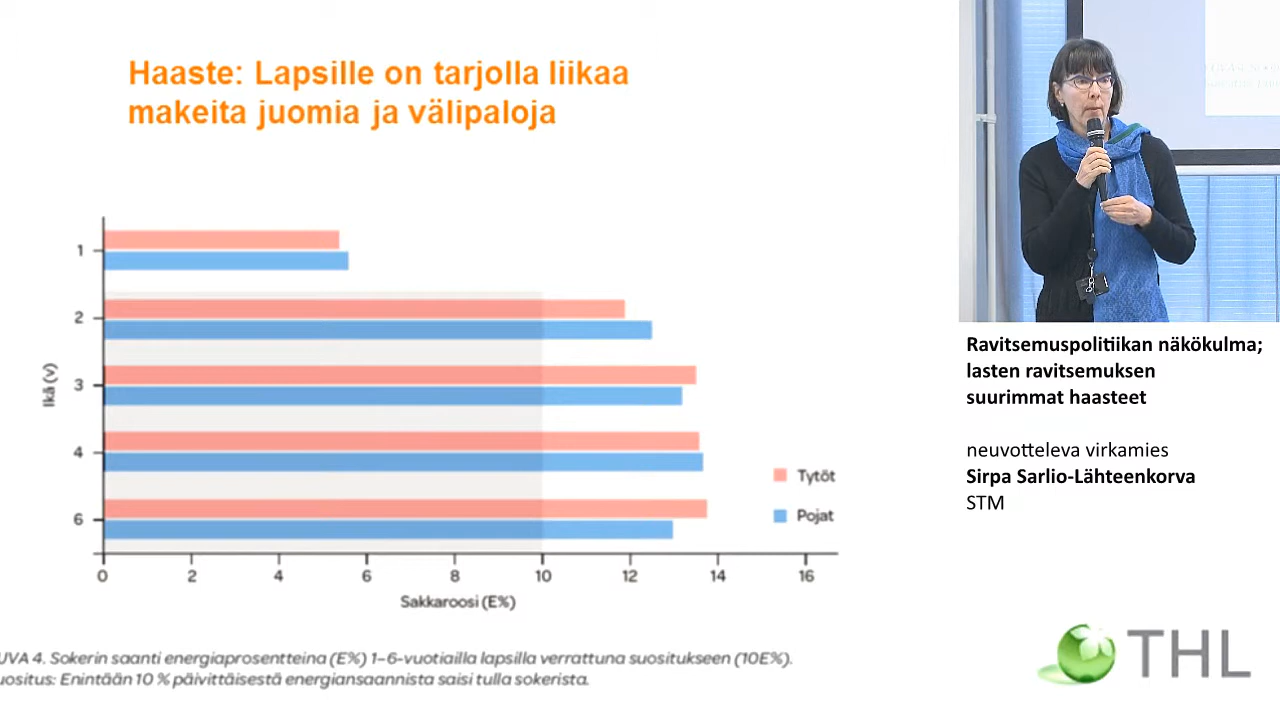 Haaste: Lapsille on tarjolla liikaa
makeita juomia ja välipaloja
Ikä (v)
1
2
3
4
6
Tytöt
Pojat
0 2 4 6 8 10 12 14 16
Sakkaroosi (E%)
UVA 4. Sokerin saanti energiaprosentteina (E%) 1–6-vuotiailla lapsilla verrattuna suositukseen (10E%).
uositus: Enintään 10 % päivittäisestä energiansaannista saisi tulla sokerista.
Ravitsemuspolitiikan näkökulma;
lasten ravitsemuksen
suurimmat haasteet
neuvotteleva virkamies
Sirpa Sarlio-Lähteenkorva
STM
THL